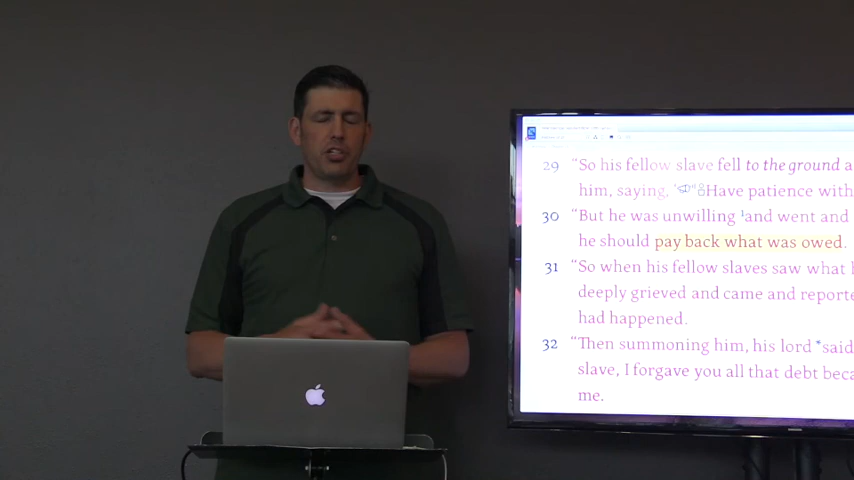 29 “So his fellow slave fell to the ground a
him, saying, ‘Have patience with
30 “But he was unwilling ¹and went and
he should pay back what was owed.
31 “So when his fellow slaves saw what h
deeply grieved and came and reporte
had happened.
32 “Then summoning him, his lord *said
slave, I forgave you all that debt beca
me.